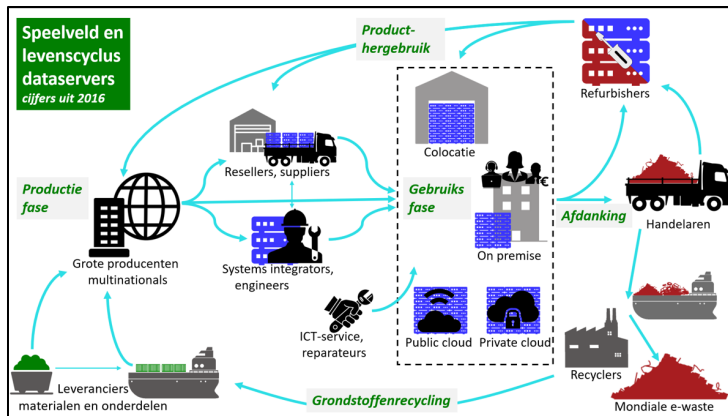 Speelveld en
levenscyclus
dataservers
cijfers uit 2016
Product-
hergebruik
Refurbishers
Colocatie
Resellers, suppliers
Productie
fase
Gebruiks
fase
€
Afdanking
Handelaren
On premise
Grote producenten
multinationals
Systems integrators,
engineers
ICT-service,
reparateurs
Public cloud
Private cloud
Recyclers
Leveranciers
materialen en onderdelen
Grondstoffenrecycling
Mondiale e-waste